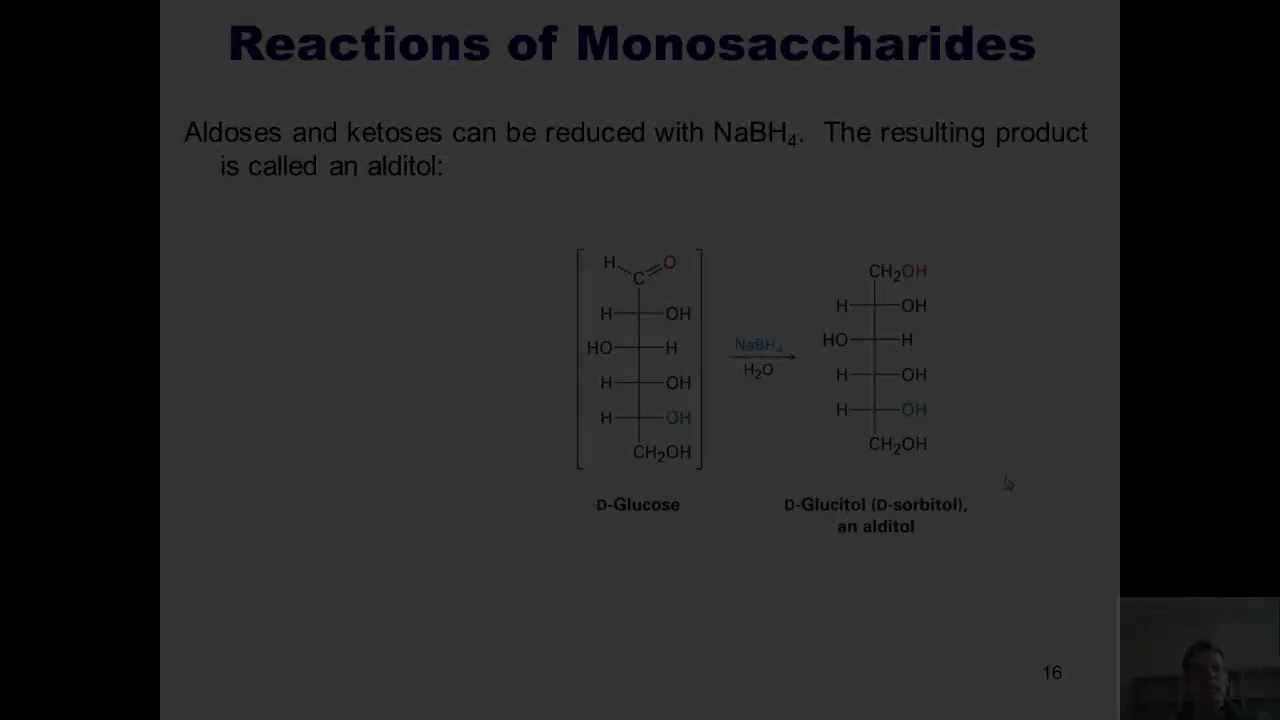 Reactions of Monosaccharides
Aldoses and ketoses can be reduced with NaBH4. The resulting product
is called an alditol:
H O
C
H OH
HO H
H OH
H OH
CH2OH
D-Glucose
NaBH4
H2O
CH2OH
H OH
HO H
H OH
H OH
CH2OH
D-Glucitol (D-sorbitol),
an alditol
16